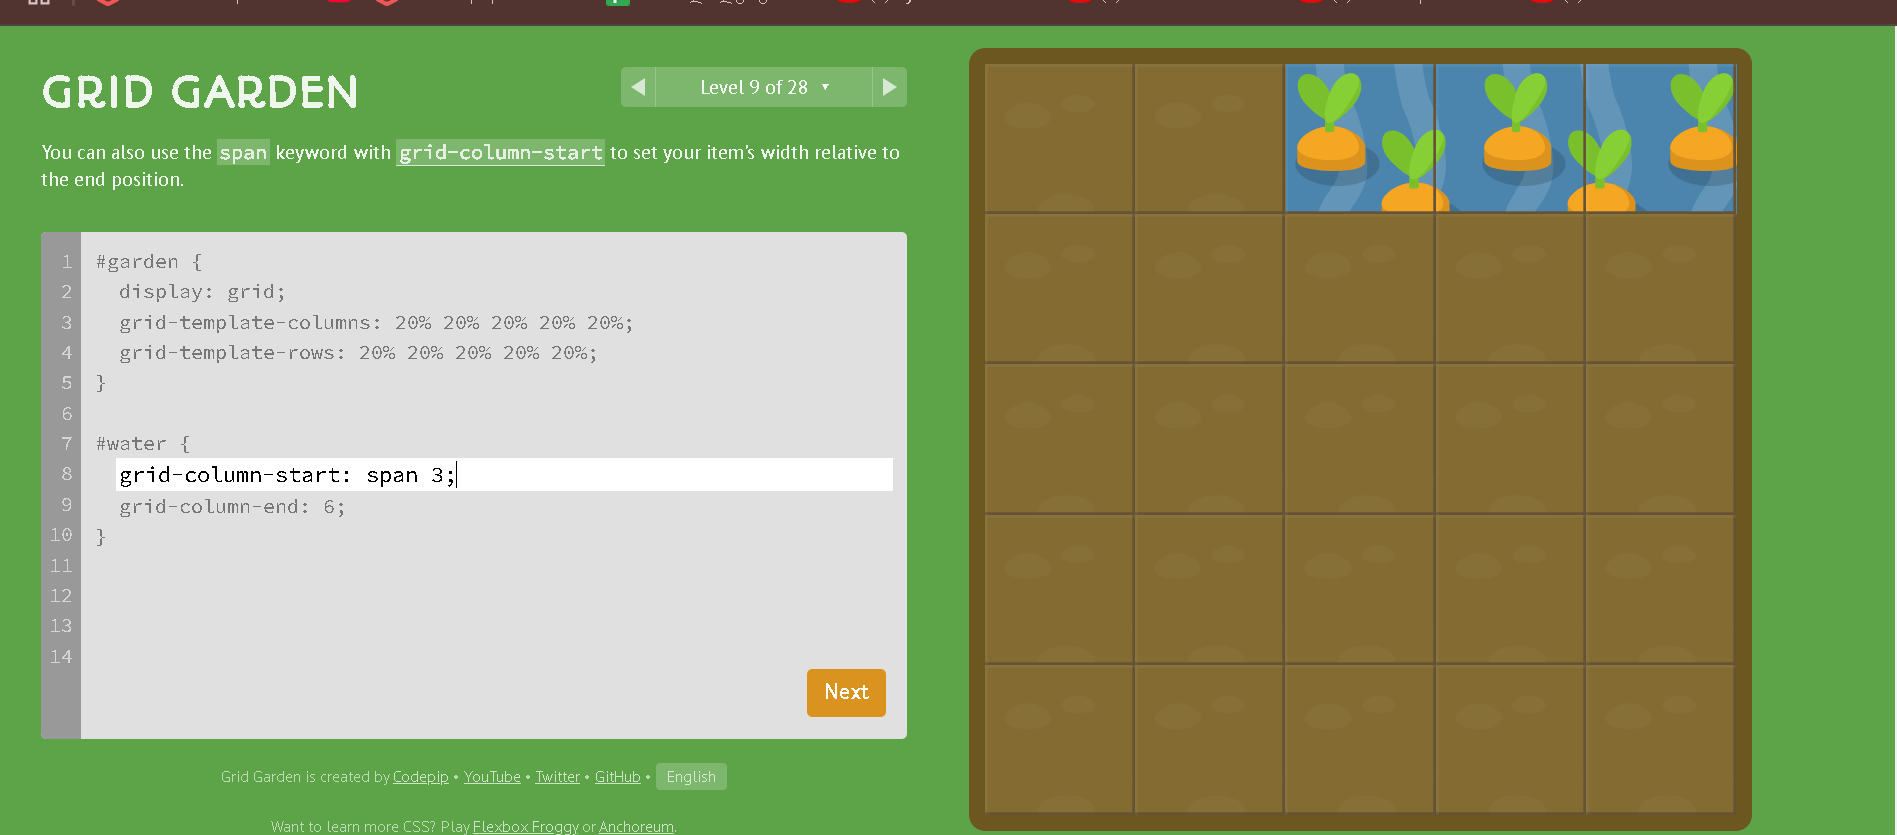 GRID GARDEN
Level 9 of 28 ▼
You can also use the span keyword with grid-column-start to set your item's width relative to
the end position.
1 #garden {
2 display: grid;
3 grid-template-columns: 20% 20% 20% 20% 20%;
4 grid-template-rows: 20% 20% 20% 20% 20%;
5 }
6
7 #water {
8 grid-column-start: span 3;
9 grid-column-end: 6;
10 }
11
12
13
14
Next
Grid Garden is created by Codepip • YouTube • Twitter • GitHub • English
Want to learn more CSS? Play Flexbox Froggy or Anchoreum.